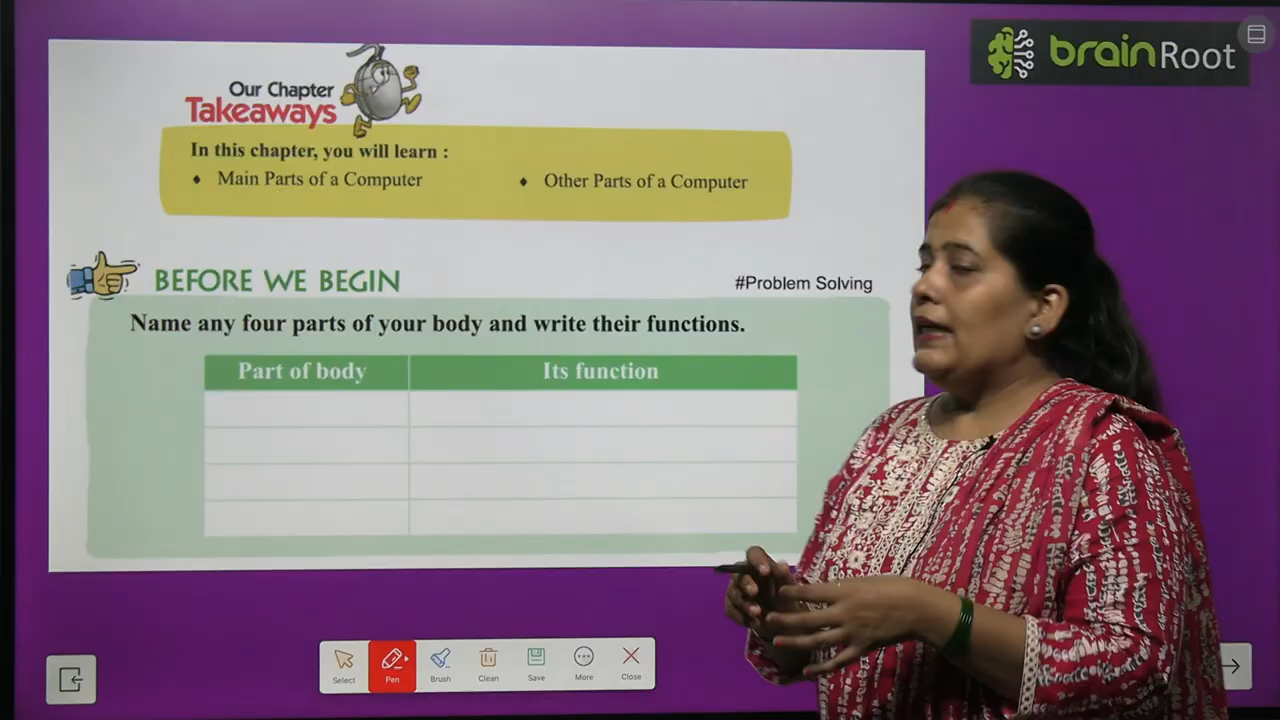 brainRoot
Our Chapter
Takeaways
In this chapter, you will learn :
♦ Main Parts of a Computer
♦ Other Parts of a Computer
BEFORE WE BEGIN
#Problem Solving
Name any four parts of your body and write their functions.
Part of body
Its function
Select
Pen
Brush
Clean
Save
More
Close